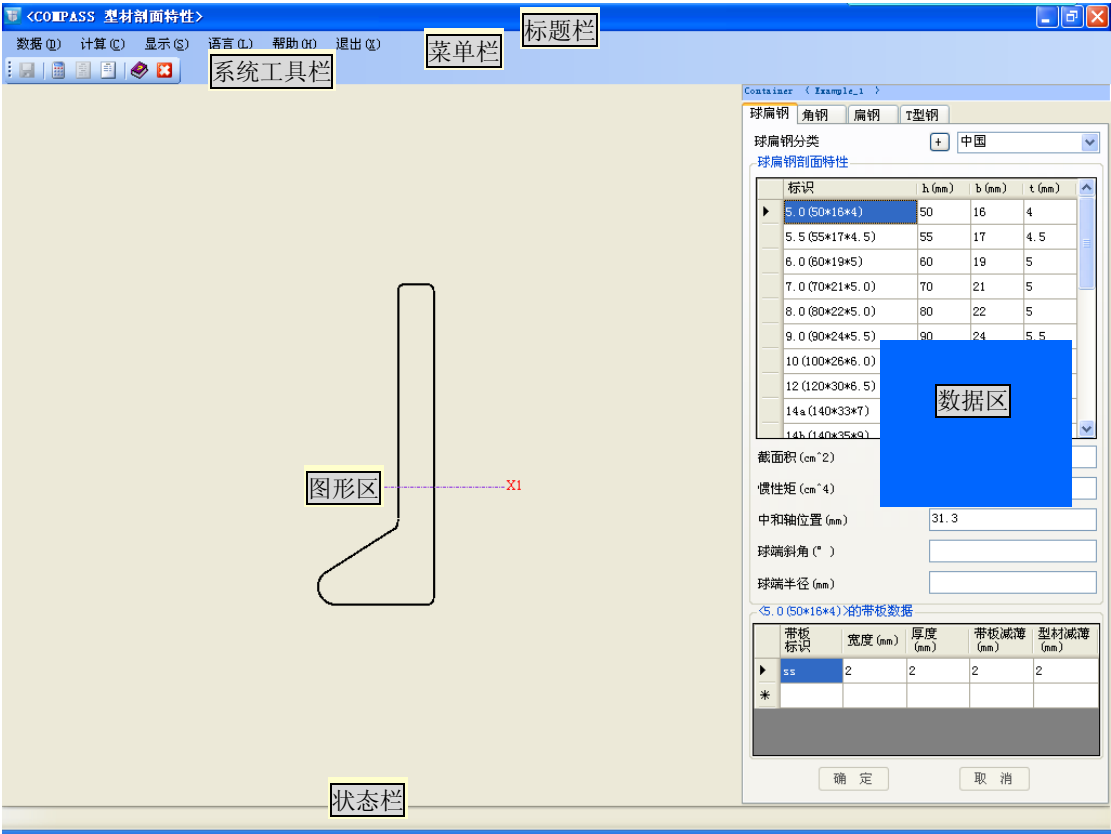 <COMPASS 型材剖面特性>
标题栏
数据(D) 计算(C) 显示(S) 语言(L) 帮助(H) 退出(X)
菜单栏
系统工具栏
Container 〈 Example_1 〉
球扁钢 角钢 扁钢 T型钢
球扁钢分类 + 中国
球扁钢剖面特性
标识 h(mm) b(mm) t(mm)
5.0(50*16*4) 50 16 4
5.5(55*17*4.5) 55 17 4.5
6.0(60*19*5) 60 19 5
7.0(70*21*5.0) 70 21 5
8.0(80*22*5.0) 80 22 5
9.0(90*24*5.5) 90 24 5.5
10(100*26*6.0)
12(120*30*6.5)
数据区
14a(140*33*7)
14b(140*35*9)
截面积(cm^2)
图形区
X1
惯性矩(cm^4)
中和轴位置(mm) 31.3
球端斜角(° )
球端半径(mm)
<5.0(50*16*4)>的带板数据
带板标识 宽度(mm) 厚度(mm) 带板减薄(mm) 型材减薄(mm)
ss 2 2 2 2
确 定 取 消
状态栏